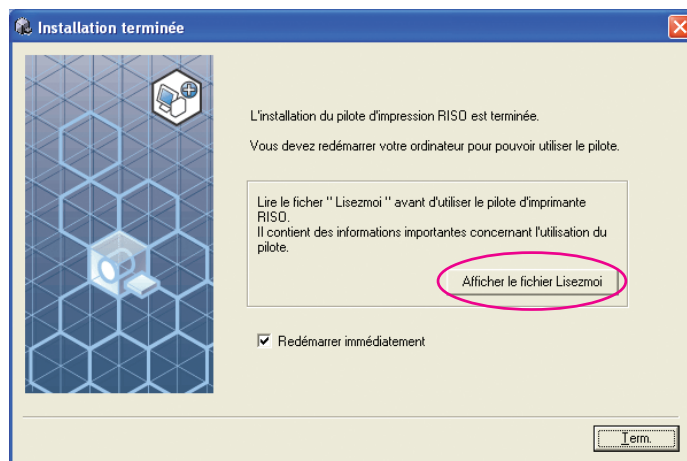 Installation terminée
L'installation du pilote d'impression RISO est terminée.
Vous devez redémarrer votre ordinateur pour pouvoir utiliser le pilote.
Lire le ficher " Lisezmoi " avant d'utiliser le pilote d'imprimante
RISO.
Il contient des informations importantes concernant l'utilisation du
pilote.
Afficher le fichier Lisezmoi
Redémarrer immédiatement
Term.